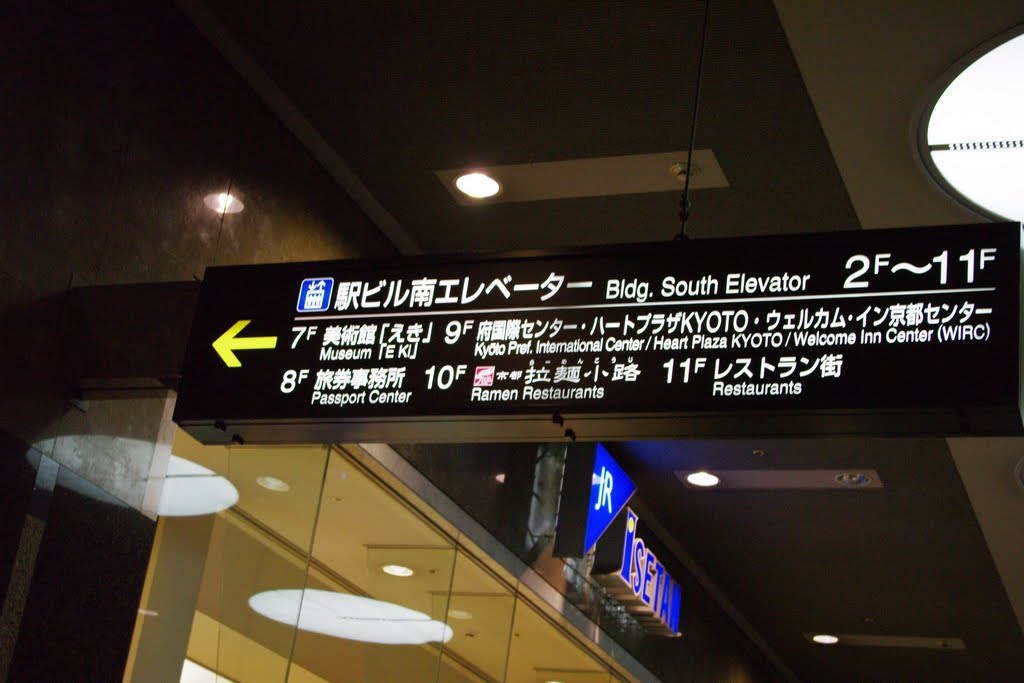 駅ビル南エレベーター Bldg. South Elevator 2F〜11F
7F 美術館「えき」 9F 府国際センター・ハートプラザKYOTO・ウェルカム・イン京都センター
Museum「E KI」 Kyoto Pref. International Center / Heart Plaza KYOTO / Welcome Inn Center (WIRC)
8F 旅券事務所 10F 京都 拉麺小路 11F レストラン街
Passport Center Ramen Restaurants Restaurants
JR
ISETAN